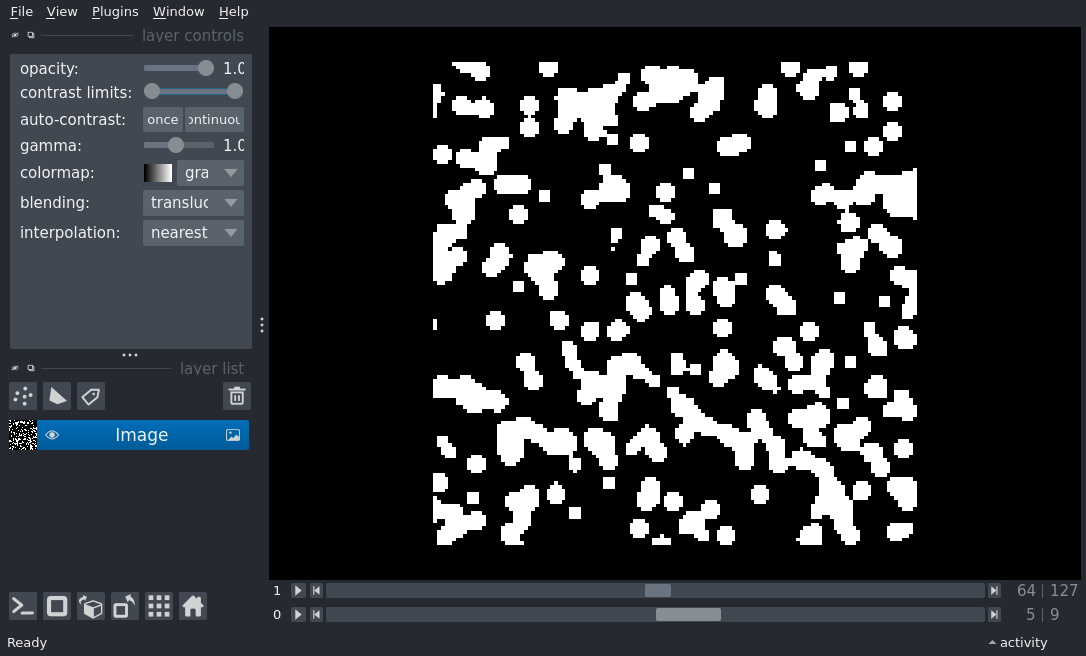 File View Plugins Window Help
layer controls
opacity: 1.0
contrast limits:
auto-contrast: once ontinuou
gamma: 1.0
colormap: gra
blending: transluc
interpolation: nearest
layer list
Image
1 64 | 127
0 5 | 9
Ready activity